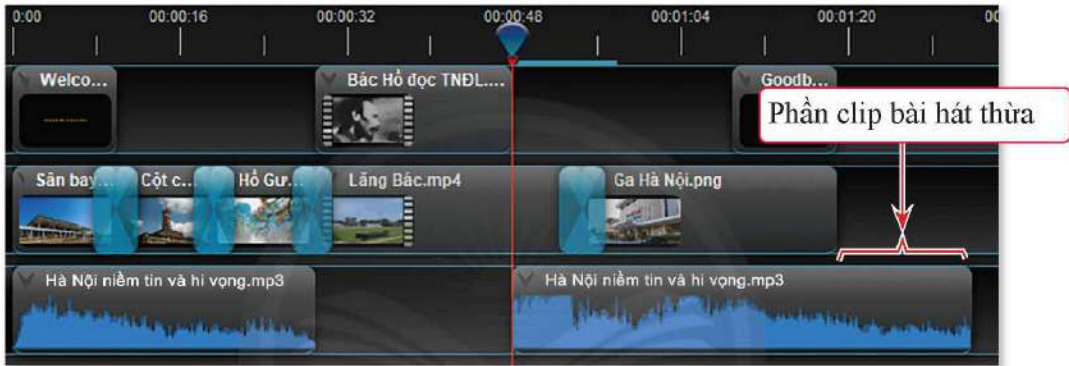 0:00 00:00:16 00:00:32 00:00:48 00:01:04 00:01:20 00
Welco... Bác Hồ đọc TNĐL.... Goodb...
Phần clip bài hát thừa
Sân bay... Cột c... Hồ Gư... Lăng Bác.mp4 Ga Hà Nội.png
Hà Nội niềm tin và hi vọng.mp3 Hà Nội niềm tin và hi vọng.mp3